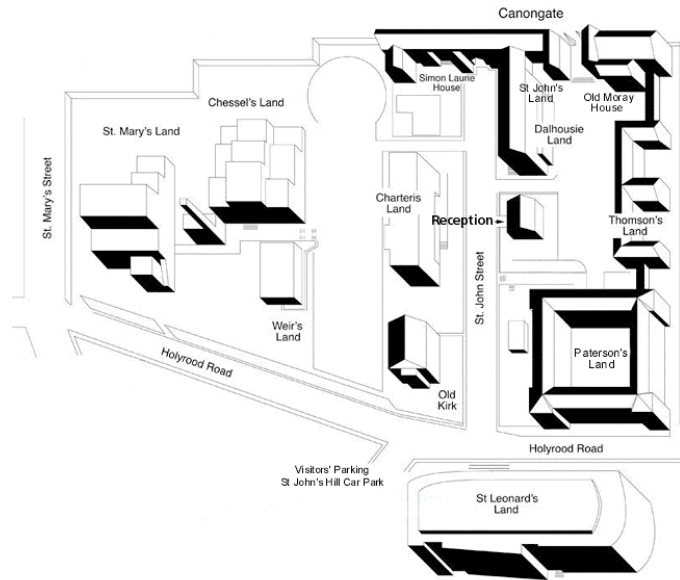 Canongate
Simon Laurie
House
St John's
Land
Old Moray
House
Chessel's Land
St. Mary's Land
Dalhousie
Land
St. Mary's Street
Charteris
Land
Reception
Thomson's
Land
St. John Street
Weir's
Land
Holyrood Road
Paterson's
Land
Old
Kirk
Holyrood Road
Visitors' Parking
St John's Hill Car Park
St Leonard's
Land